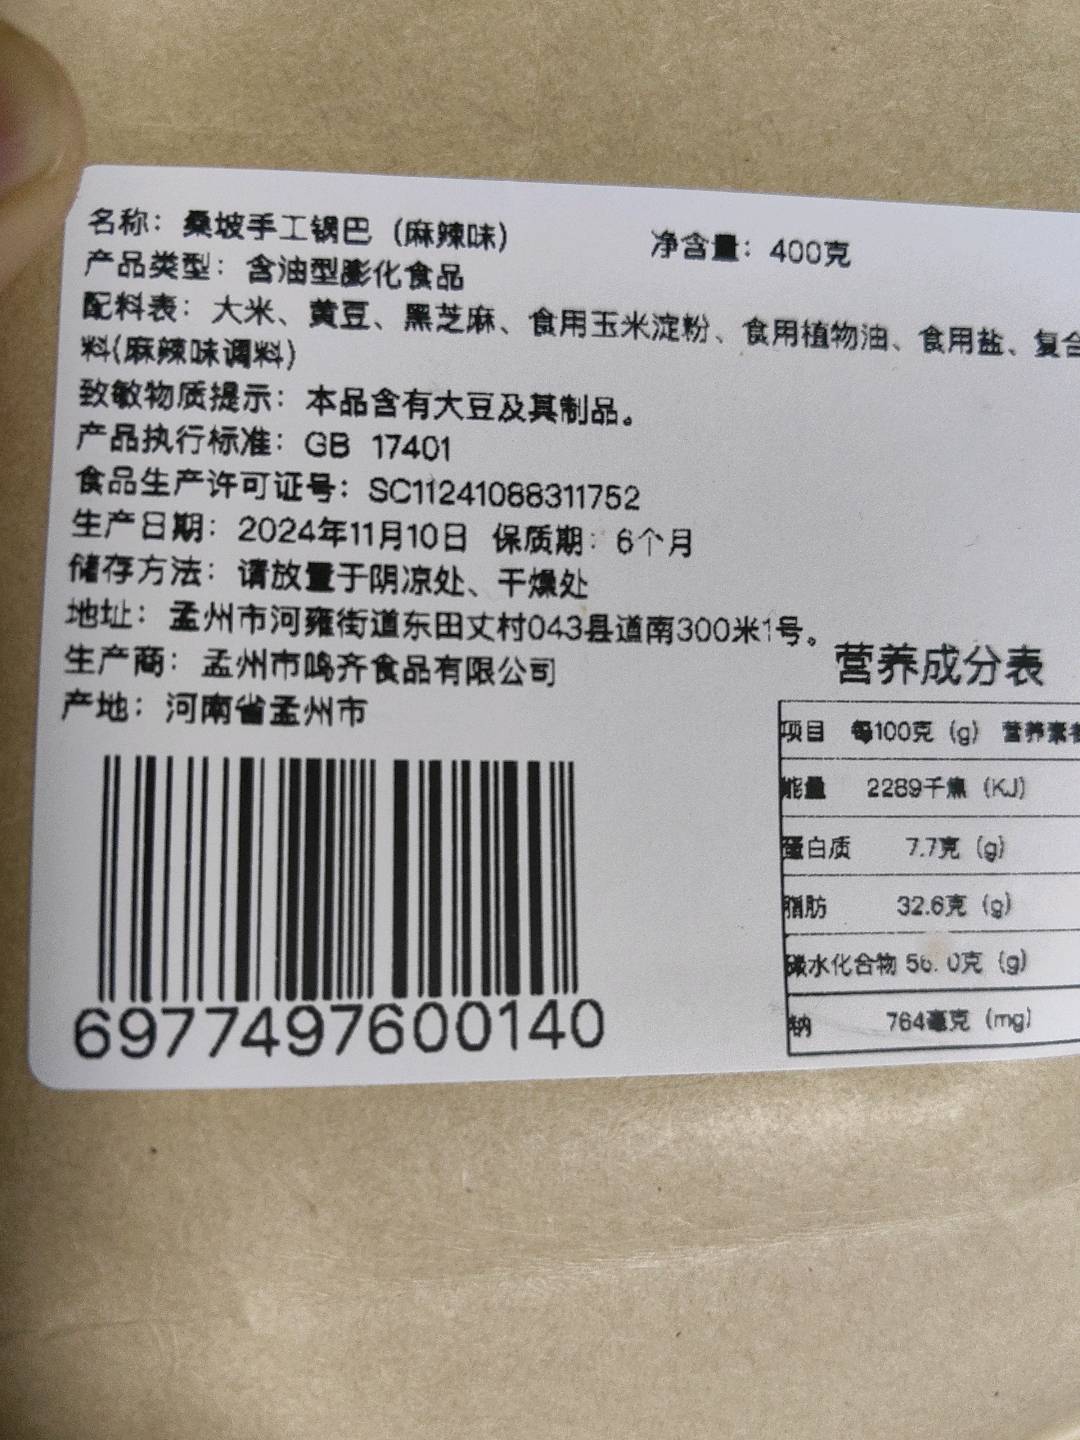 名称：桑坡手工锅巴（麻辣味）
净含量：400克
产品类型：含油型膨化食品
配料表：大米、黄豆、黑芝麻、食用玉米淀粉、食用植物油、食用盐、复合
料(麻辣味调料)
致敏物质提示：本品含有大豆及其制品。
产品执行标准：GB 17401
食品生产许可证号：SC11241088311752
生产日期：2024年11月10日 保质期：6个月
储存方法：请放量于阴凉处、干燥处
地址：孟州市河雍街道东田丈村043县道南300米1号。
生产商：孟州市鸣齐食品有限公司
产地：河南省孟州市
6977497600140
营养成分表
项目 每100克（g） 营养素
能量 2289千焦（KJ）
蛋白质 7.7克（g）
脂肪 32.6克（g）
碳水化合物 56.0克（g）
钠 764毫克（mg）